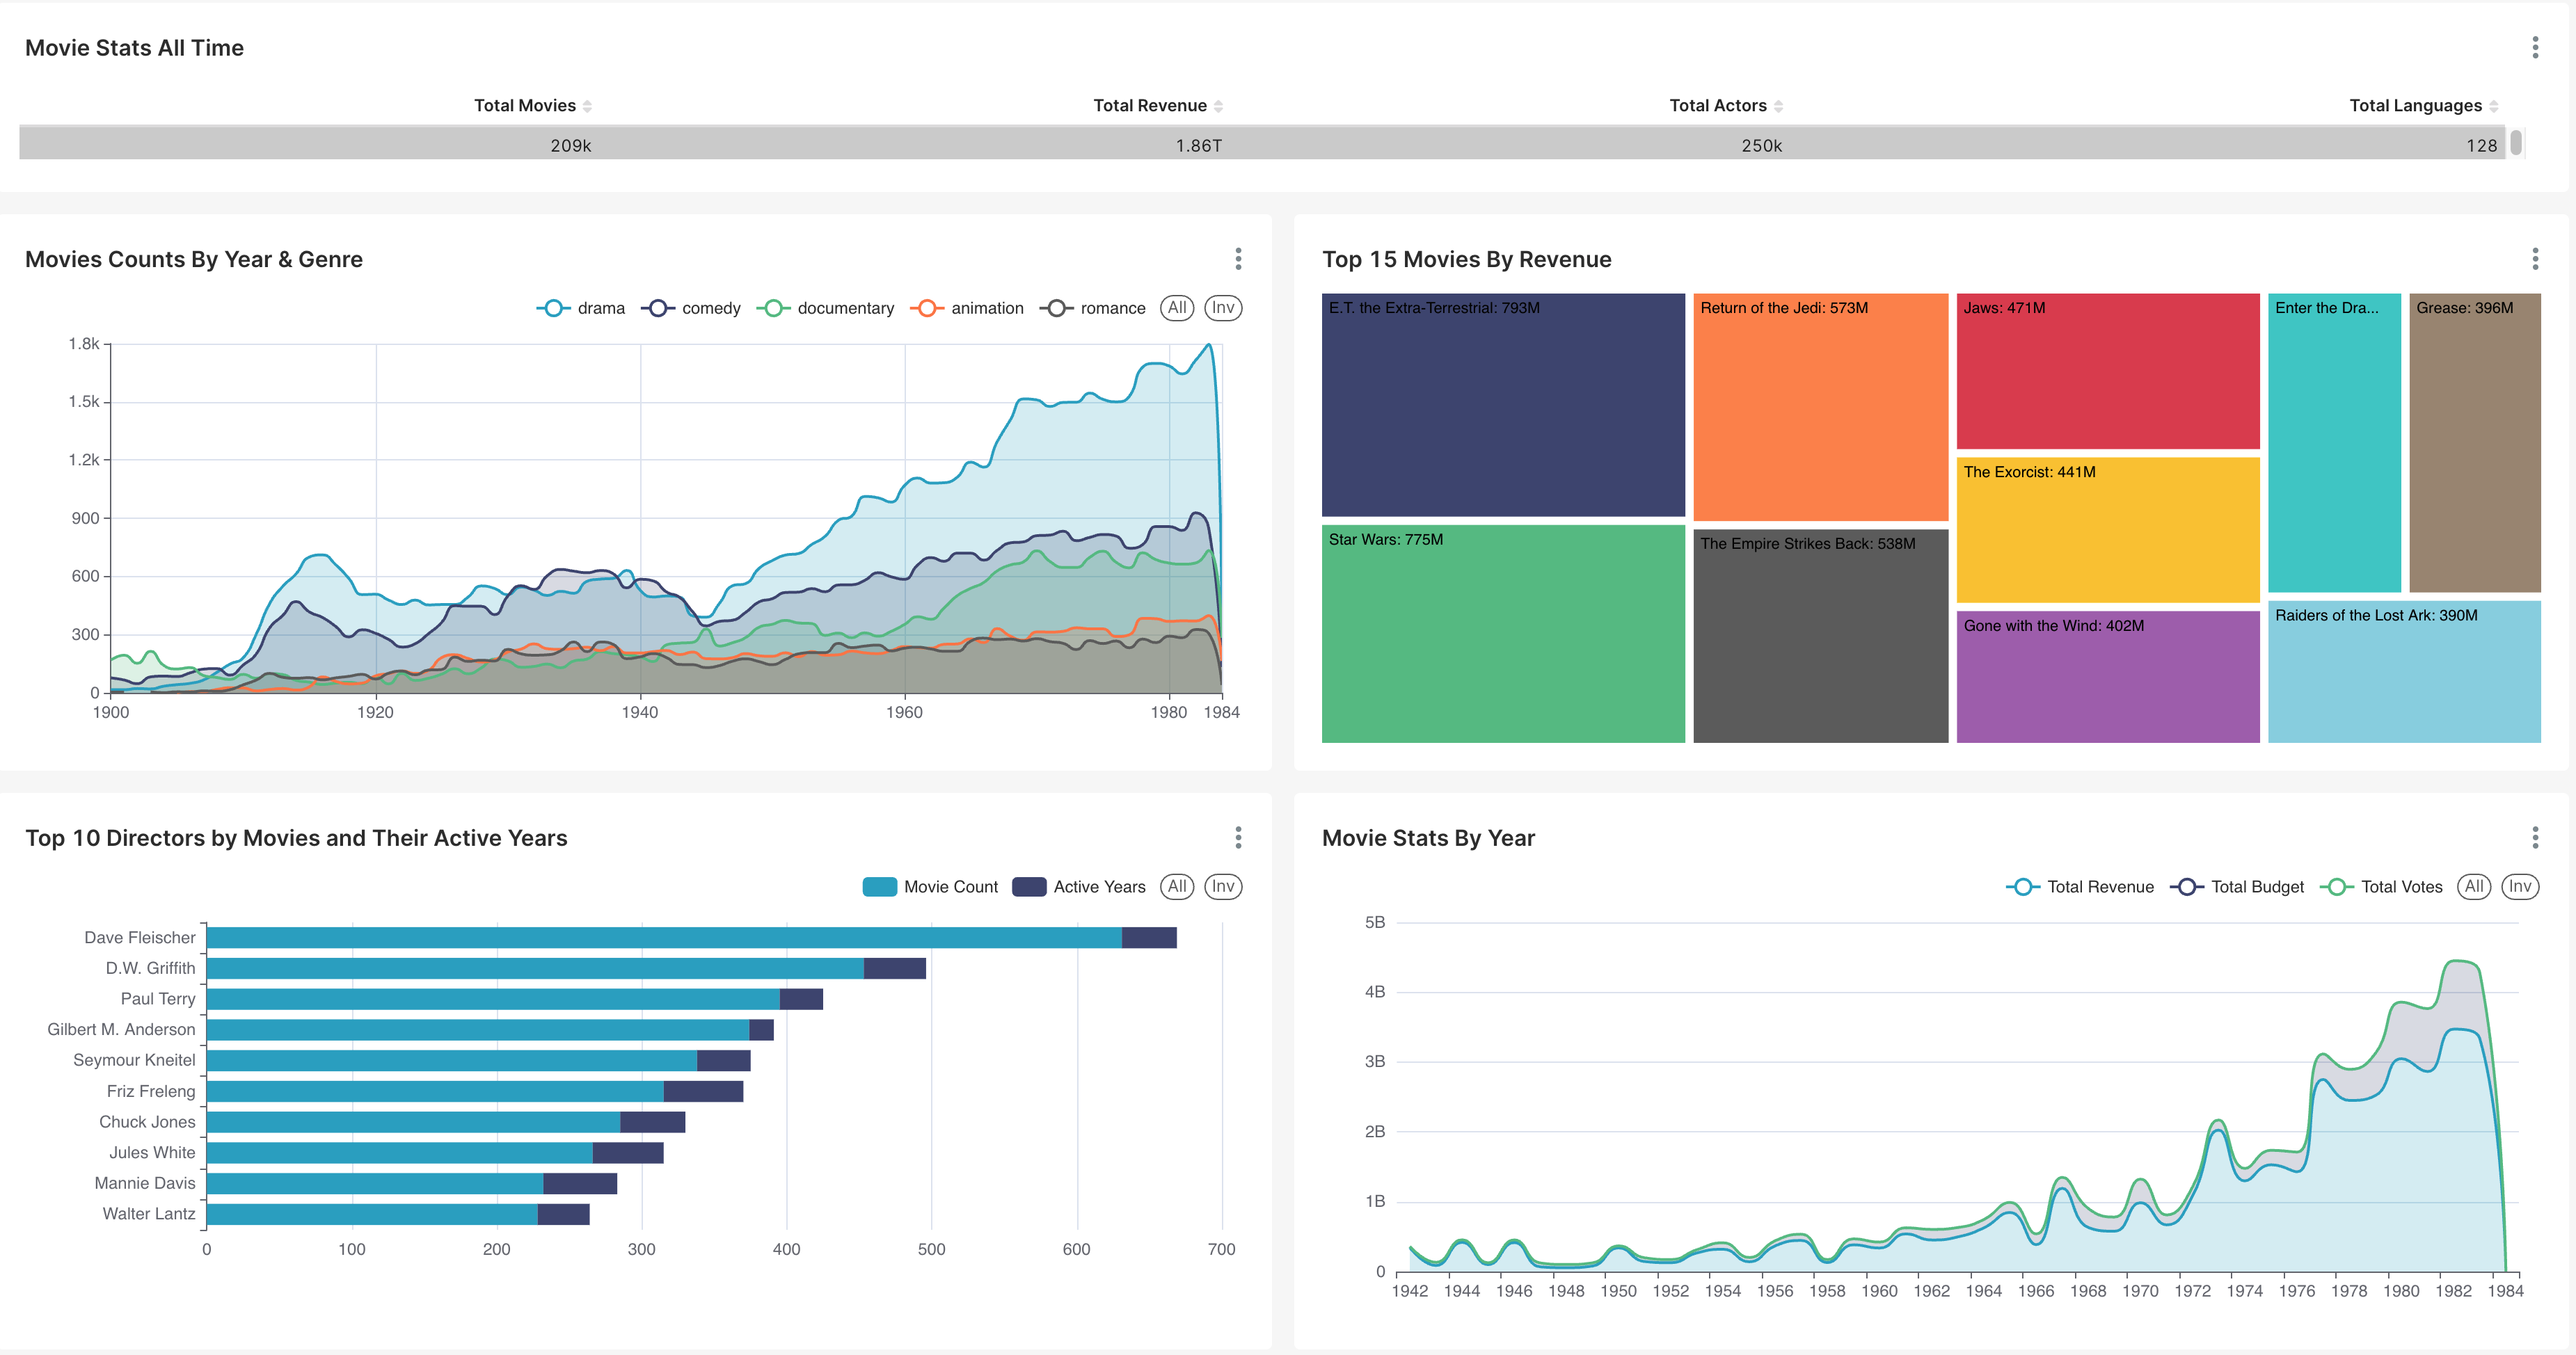 Movie Stats All Time
Total Movies Total Revenue Total Actors Total Languages
209k 1.86T 250k 128
Movies Counts By Year & Genre
drama comedy documentary animation romance All Inv
1.8k
1.5k
1.2k
900
600
300
0
1900 1920 1940 1960 1980 1984
Top 15 Movies By Revenue
E.T. the Extra-Terrestrial: 793M
Return of the Jedi: 573M
Jaws: 471M
Enter the Dra...
Grease: 396M
The Exorcist: 441M
Star Wars: 775M
The Empire Strikes Back: 538M
Gone with the Wind: 402M
Raiders of the Lost Ark: 390M
Top 10 Directors by Movies and Their Active Years
Movie Count Active Years All Inv
Dave Fleischer
D.W. Griffith
Paul Terry
Gilbert M. Anderson
Seymour Kneitel
Friz Freleng
Chuck Jones
Jules White
Mannie Davis
Walter Lantz
0 100 200 300 400 500 600 700
Movie Stats By Year
Total Revenue Total Budget Total Votes All Inv
5B
4B
3B
2B
1B
0
1942 1944 1946 1948 1950 1952 1954 1956 1958 1960 1962 1964 1966 1968 1970 1972 1974 1976 1978 1980 1982 1984